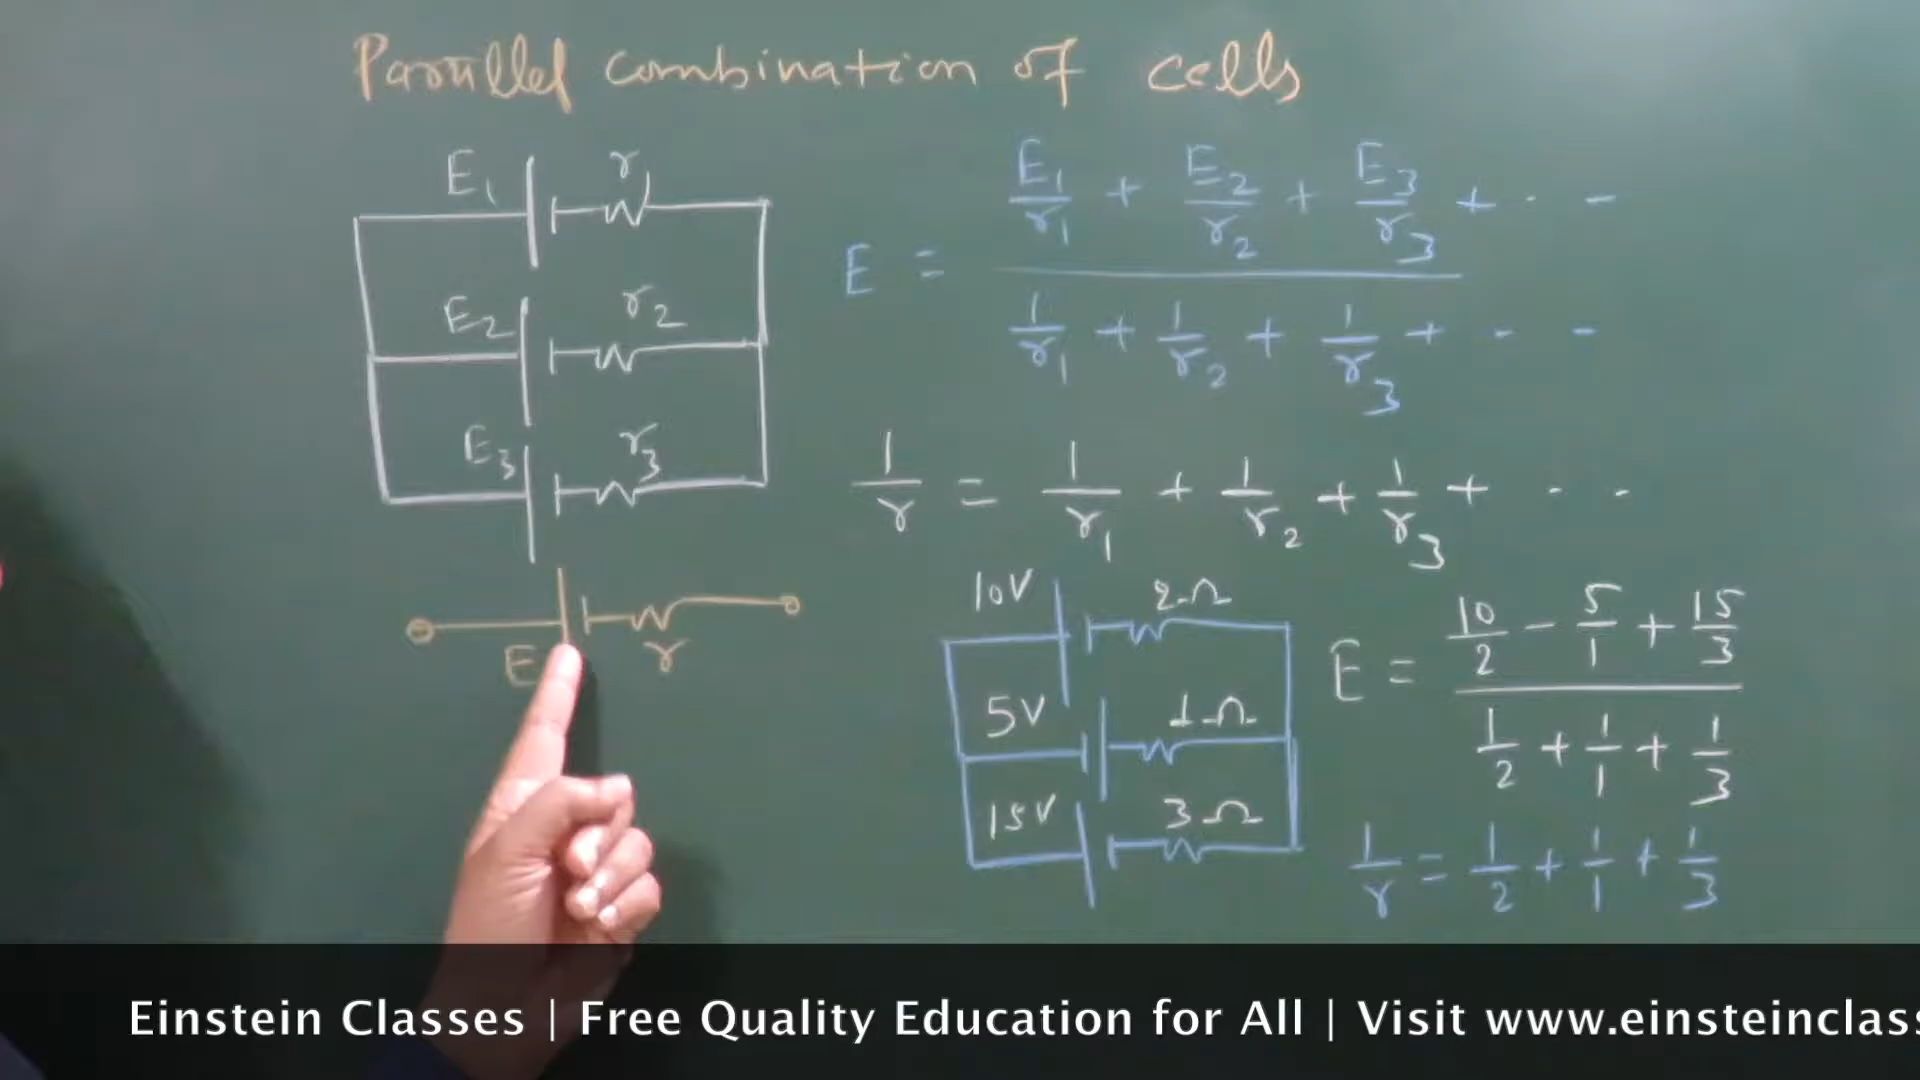 Parallel combination of cells
E1 r1
E2 r2
E3 r3
E r
E = (E1/r1 + E2/r2 + E3/r3 + · -) / (1/r1 + 1/r2 + 1/r3 + - -)
1/r = 1/r1 + 1/r2 + 1/r3 + · ·
10V 2Ω
5V 1Ω
15V 3Ω
E = (10/2 - 5/1 + 15/3) / (1/2 + 1/1 + 1/3)
1/r = 1/2 + 1/1 + 1/3
Einstein Classes | Free Quality Education for All | Visit www.einsteinclass